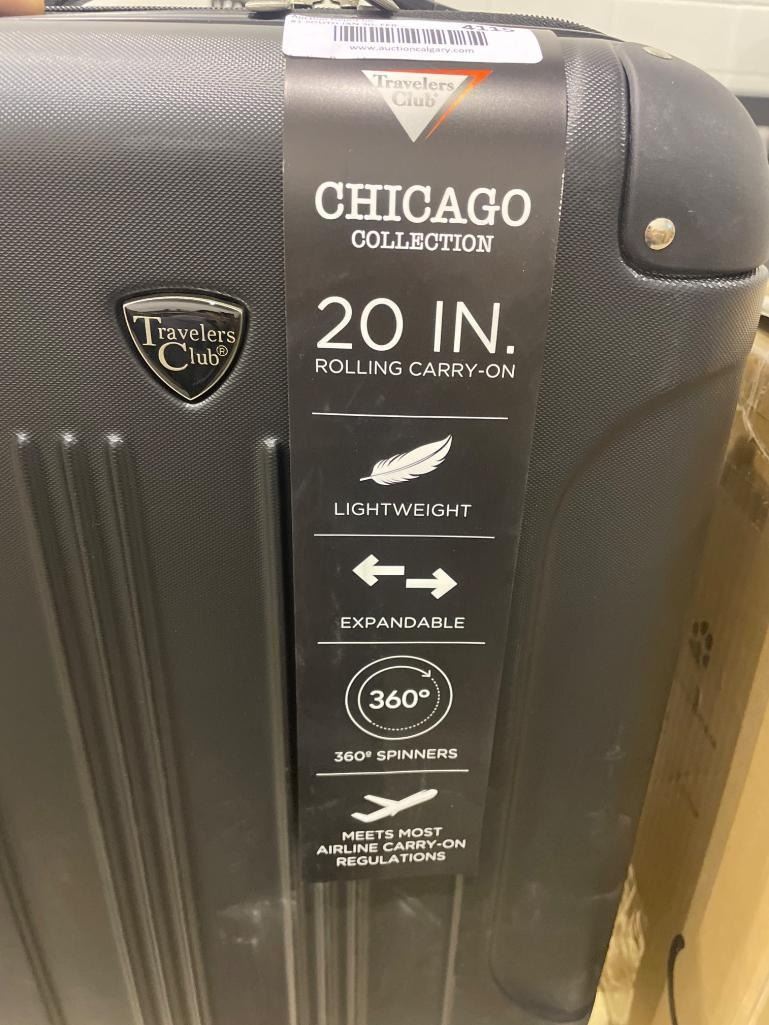 4115
www.auctioncalgary.com
Travelers
Club®
CHICAGO
COLLECTION
Travelers
Club®
20 IN.
ROLLING CARRY-ON
LIGHTWEIGHT
EXPANDABLE
360°
360º SPINNERS
MEETS MOST
AIRLINE CARRY-ON
REGULATIONS